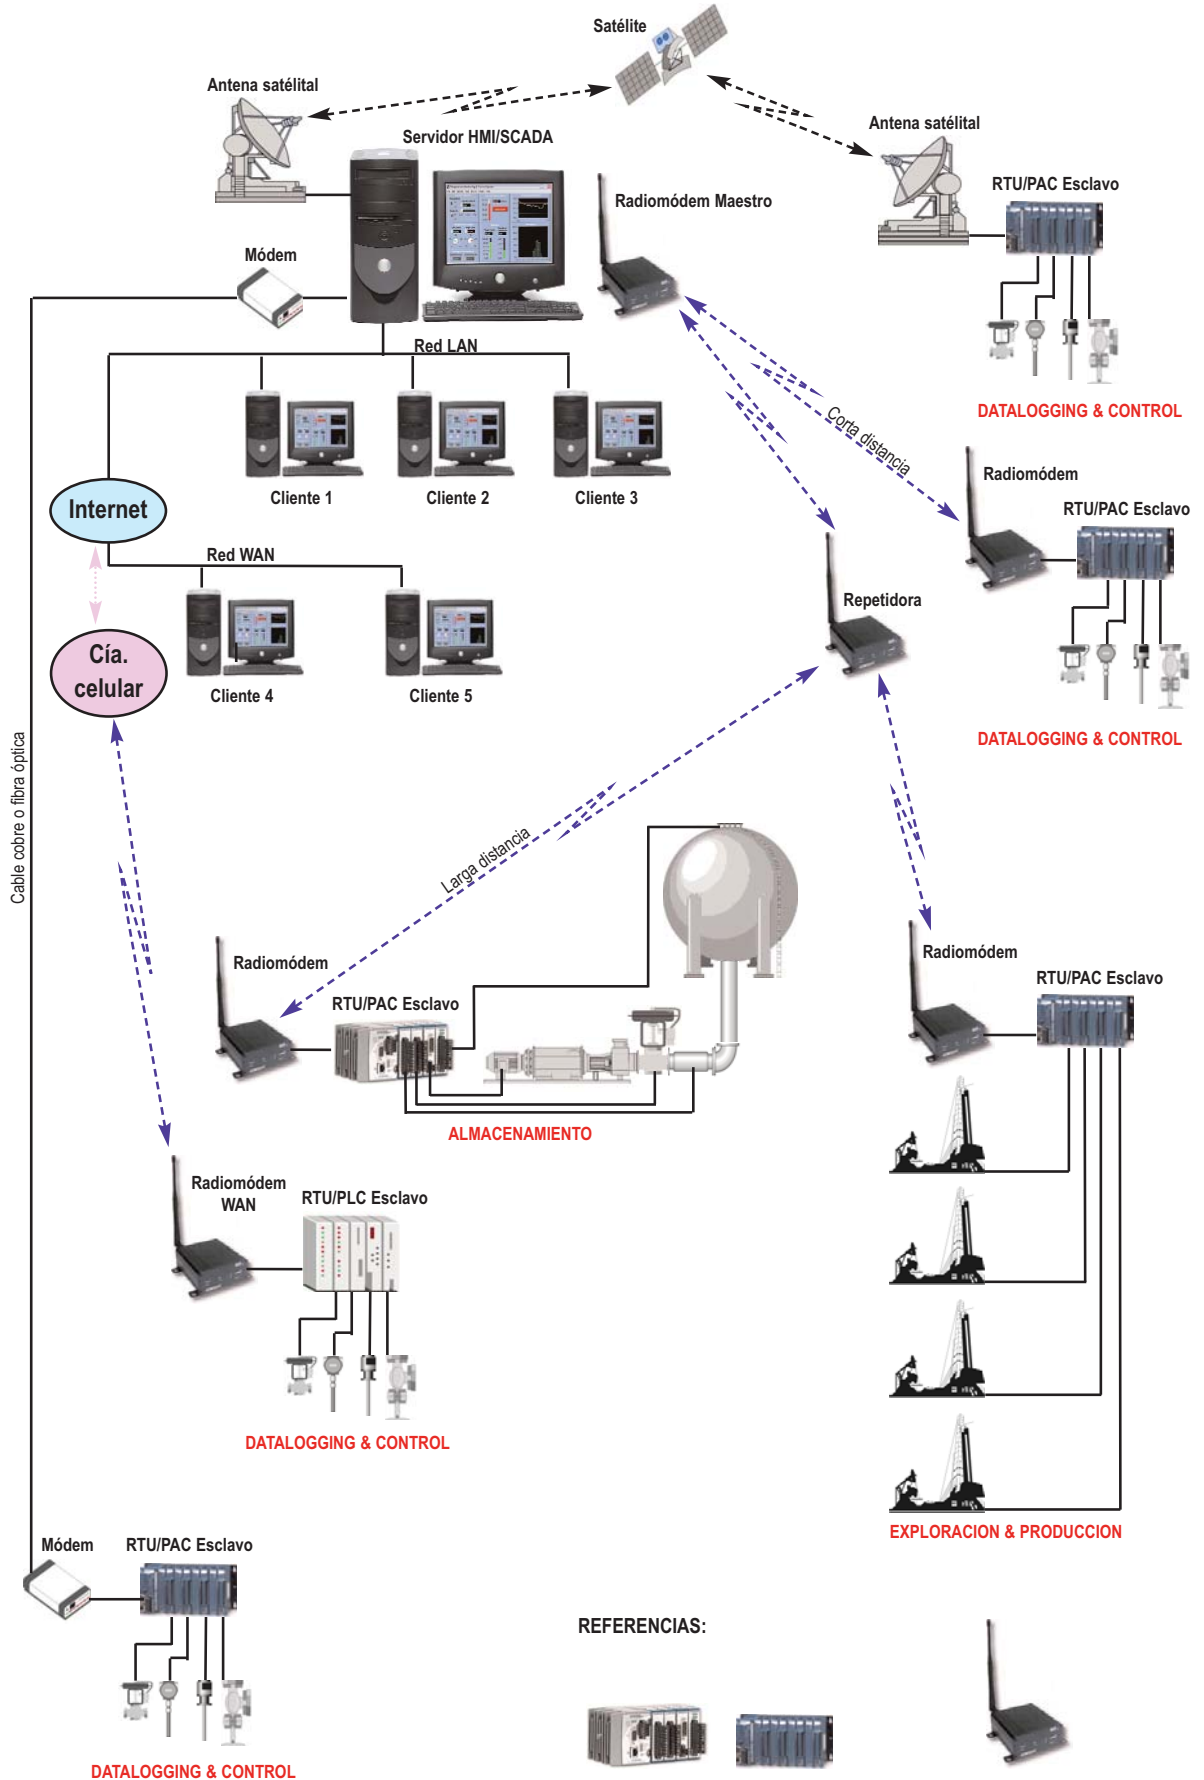 Satélite
Antena satélital
Servidor HMI/SCADA
Antena satélital
RTU/PAC Esclavo
Radiomódem Maestro
Módem
Red LAN
DATALOGGING & CONTROL
Corta distancia
Radiomódem
Cliente 1
Cliente 2
Cliente 3
Internet
RTU/PAC Esclavo
Red WAN
Repetidora
Cía.
celular
Cliente 4
Cliente 5
DATALOGGING & CONTROL
Cable cobre o fibra óptica
Larga distancia
Radiomódem
Radiomódem
RTU/PAC Esclavo
RTU/PAC Esclavo
ALMACENAMIENTO
Radiomódem
WAN
RTU/PLC Esclavo
DATALOGGING & CONTROL
EXPLORACION & PRODUCCION
Módem
RTU/PAC Esclavo
REFERENCIAS:
DATALOGGING & CONTROL